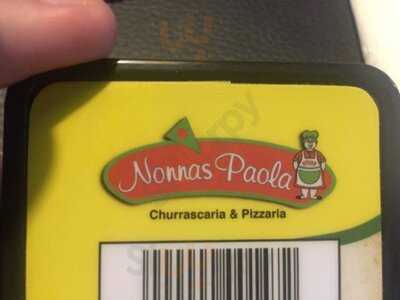 Nonnas Paola
Churrascaria & Pizzaria